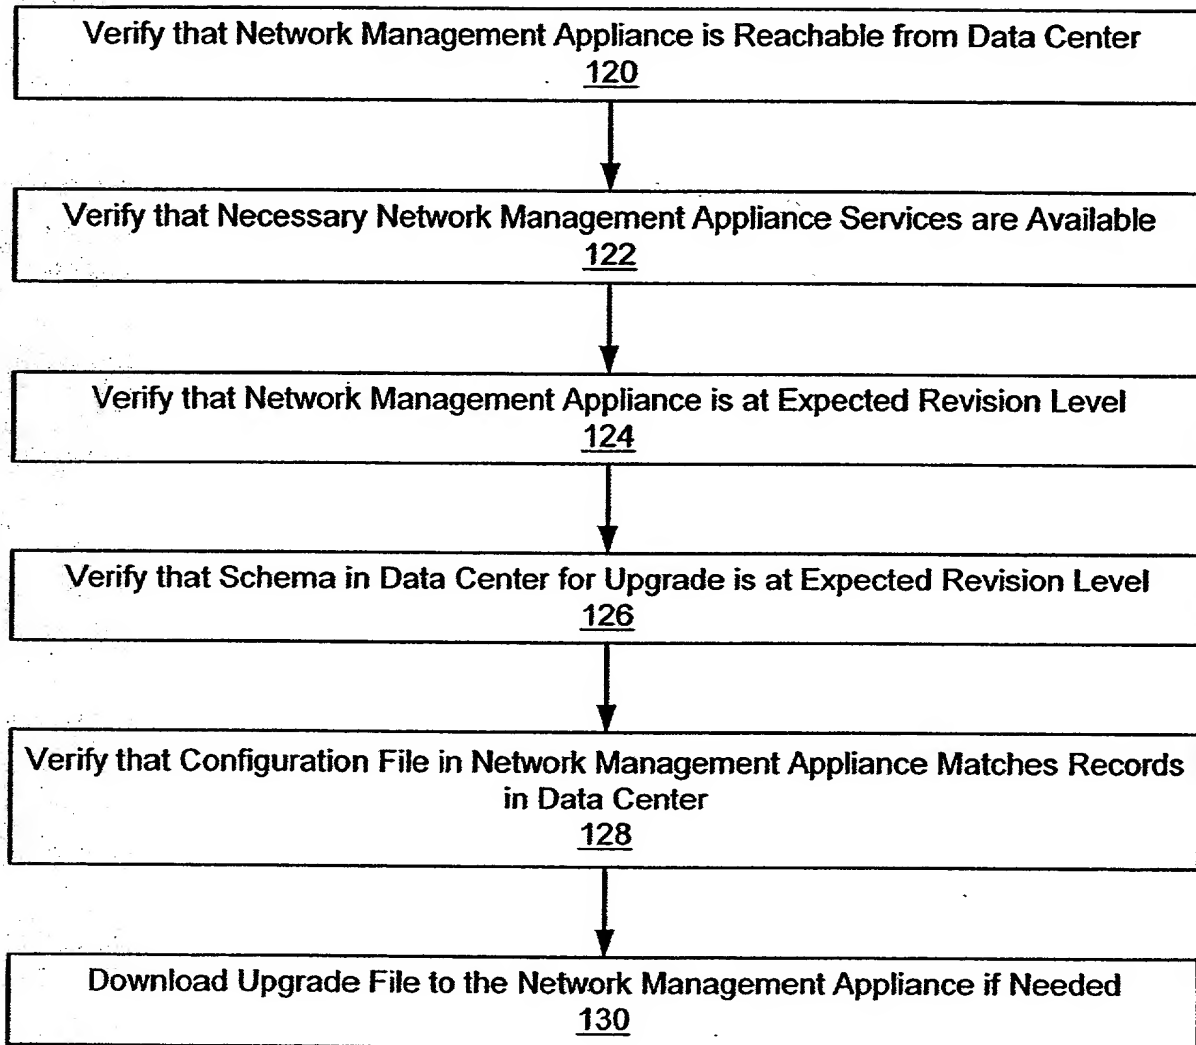 Verify that Network Management Appliance is Reachable from Data Center
120
Verify that Necessary Network Management Appliance Services are Available
122
Verify that Network Management Appliance is at Expected Revision Level
124
Verify that Schema in Data Center for Upgrade is at Expected Revision Level
126
Verify that Configuration File in Network Management Appliance Matches Records
in Data Center
128
Download Upgrade File to the Network Management Appliance if Needed
130